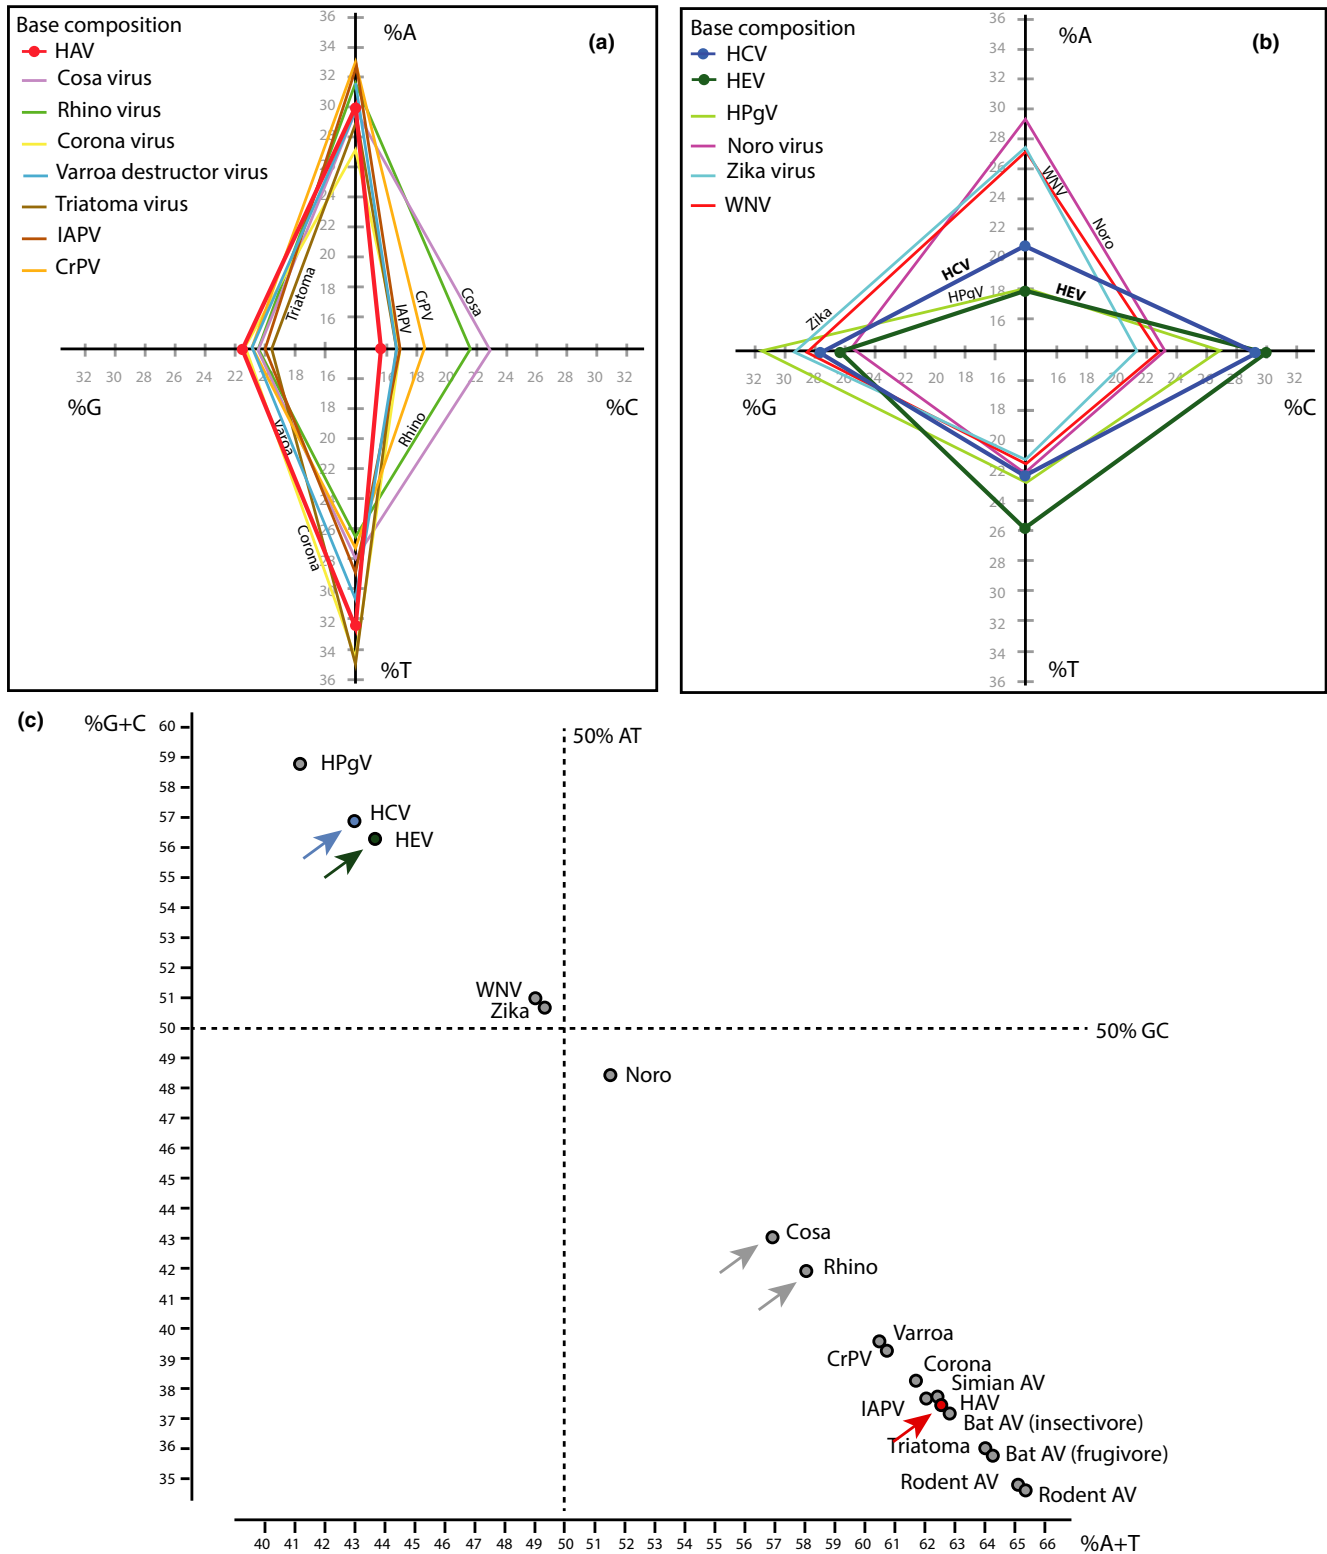 Base composition
HAV
Cosa virus
Rhino virus
Corona virus
Varroa destructor virus
Triatoma virus
IAPV
CrPV
(a)
%A
36
34
32
30
28
26
24
22
20
18
16
Triatoma
IAPV
CrPV
Cosa
32 30 28 26 24 22 20
16 18 20 22 24 26 28 30 32
%G
%C
16
18
20
22
24
26
28
30
32
34
36
Varoa
Rhino
Corona
%T
Base composition
HCV
HEV
HPgV
Noro virus
Zika virus
WNV
(b)
%A
36
34
32
30
28
26
24
22
20
18
16
WNV
Noro
HCV
HPgV
HEV
Zika
32 30 28 26 24 22 20 18 16
16 18 20 22 24 26 28 30 32
%G
%C
16
18
20
22
24
26
28
30
32
34
36
%T
(c)
%G+C
60
59
58
57
56
55
54
53
52
51
50
49
48
47
46
45
44
43
42
41
40
39
38
37
36
35
50% AT
HPgV
HCV
HEV
WNV
Zika
50% GC
Noro
Cosa
Rhino
Varroa
CrPV
Corona
Simian AV
IAPV
HAV
Bat AV (insectivore)
Triatoma
Bat AV (frugivore)
Rodent AV
Rodent AV
40 41 42 43 44 45 46 47 48 49 50 51 52 53 54 55 56 57 58 59 60 61 62 63 64 65 66
%A+T